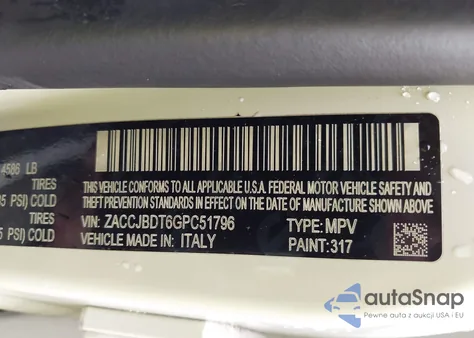 4586 LB
TIRES
PSI) COLD
TIRES
5 PSI) COLD
THIS VEHICLE CONFORMS TO ALL APPLICABLE U.S.A. FEDERAL MOTOR VEHICLE SAFETY AND
THEFT PREVENTION STANDARDS IN EFFECT ON THE DATE OF MANUFACTURE SHOWN ABOVE.
VIN: ZACCJBDT6GPC51796 TYPE: MPV
VEHICLE MADE IN: ITALY PAINT: 317
autoSnap
Pewne auta z aukcji USA i EU